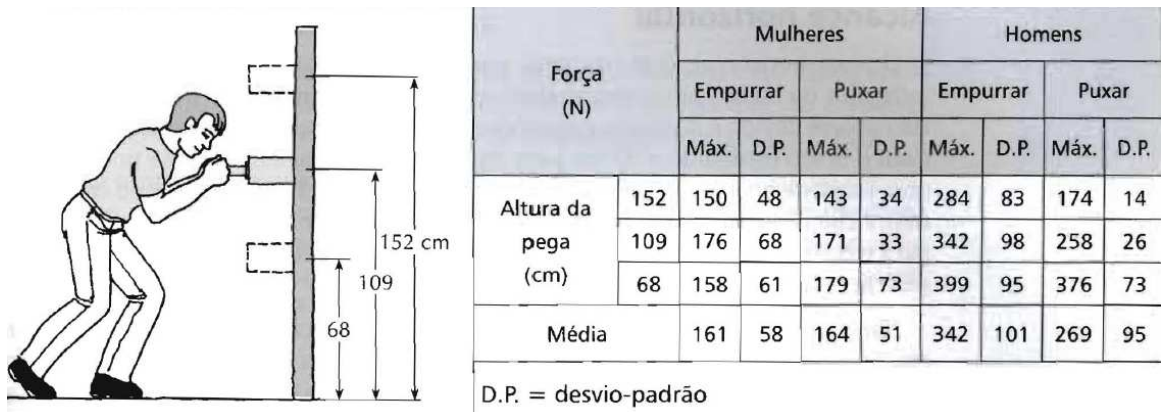 152 cm
109
68
Força
(N)
Mulheres Homens
Empurrar Puxar Empurrar Puxar
Máx. D.P. Máx. D.P. Máx. D.P. Máx. D.P.
Altura da
pega
(cm)
152 150 48 143 34 284 83 174 14
109 176 68 171 33 342 98 258 26
68 158 61 179 73 399 95 376 73
Média 161 58 164 51 342 101 269 95
D.P. = desvio-padrão